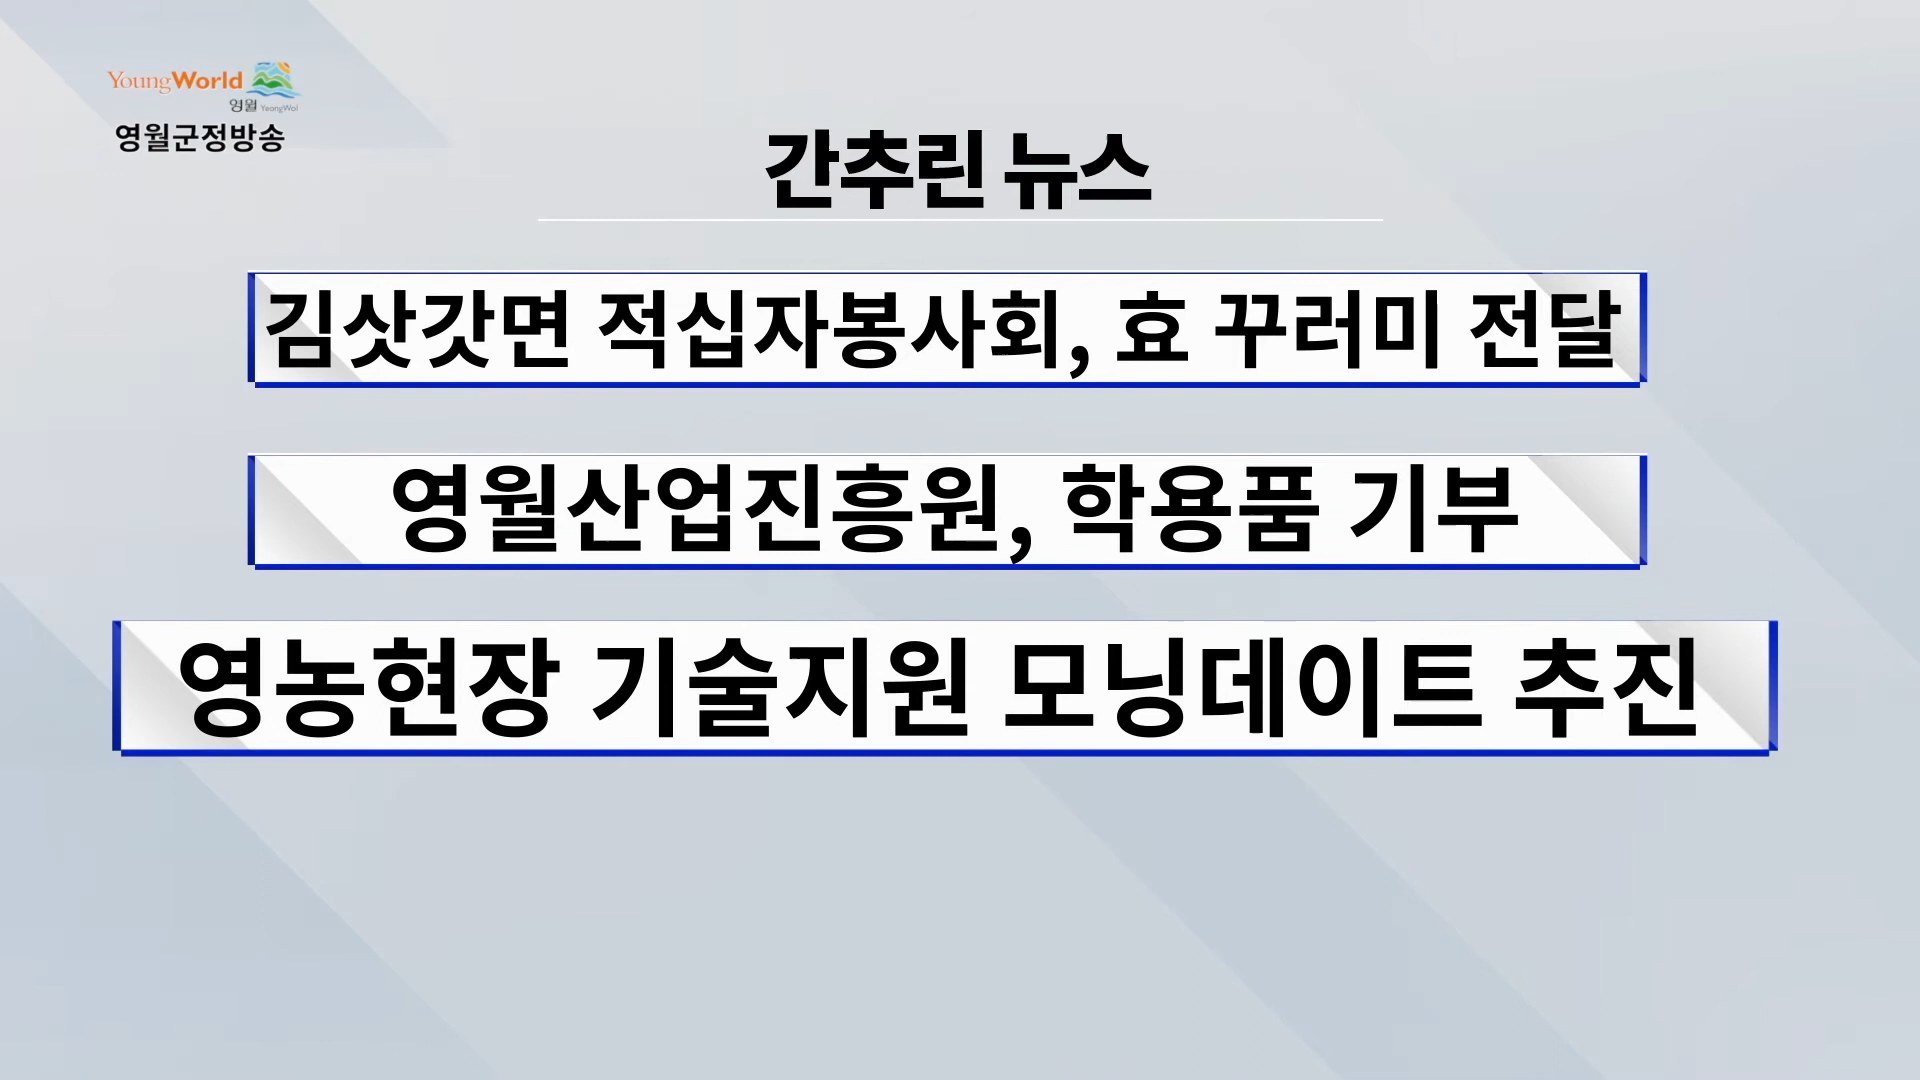 YoungWorld
영월 YeongWol
영월군정방송
간추린 뉴스
김삿갓면 적십자봉사회, 효 꾸러미 전달
영월산업진흥원, 학용품 기부
영농현장 기술지원 모닝데이트 추진